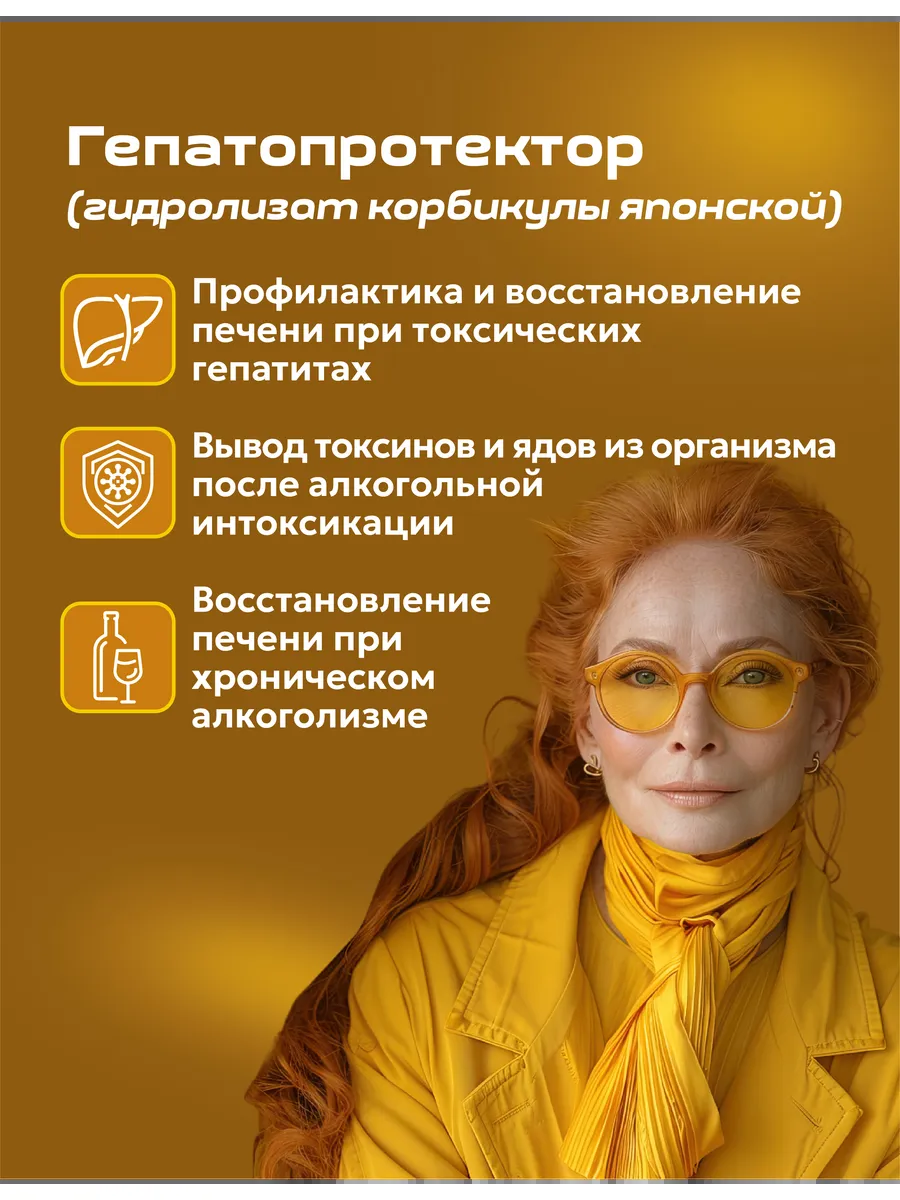 Гепатопротектор
(гидролизат корбикулы японской)
Профилактика и восстановление
печени при токсических
гепатитах
Вывод токсинов и ядов из организма
после алкогольной
интоксикации
Восстановление
печени при
хроническом
алкоголизме